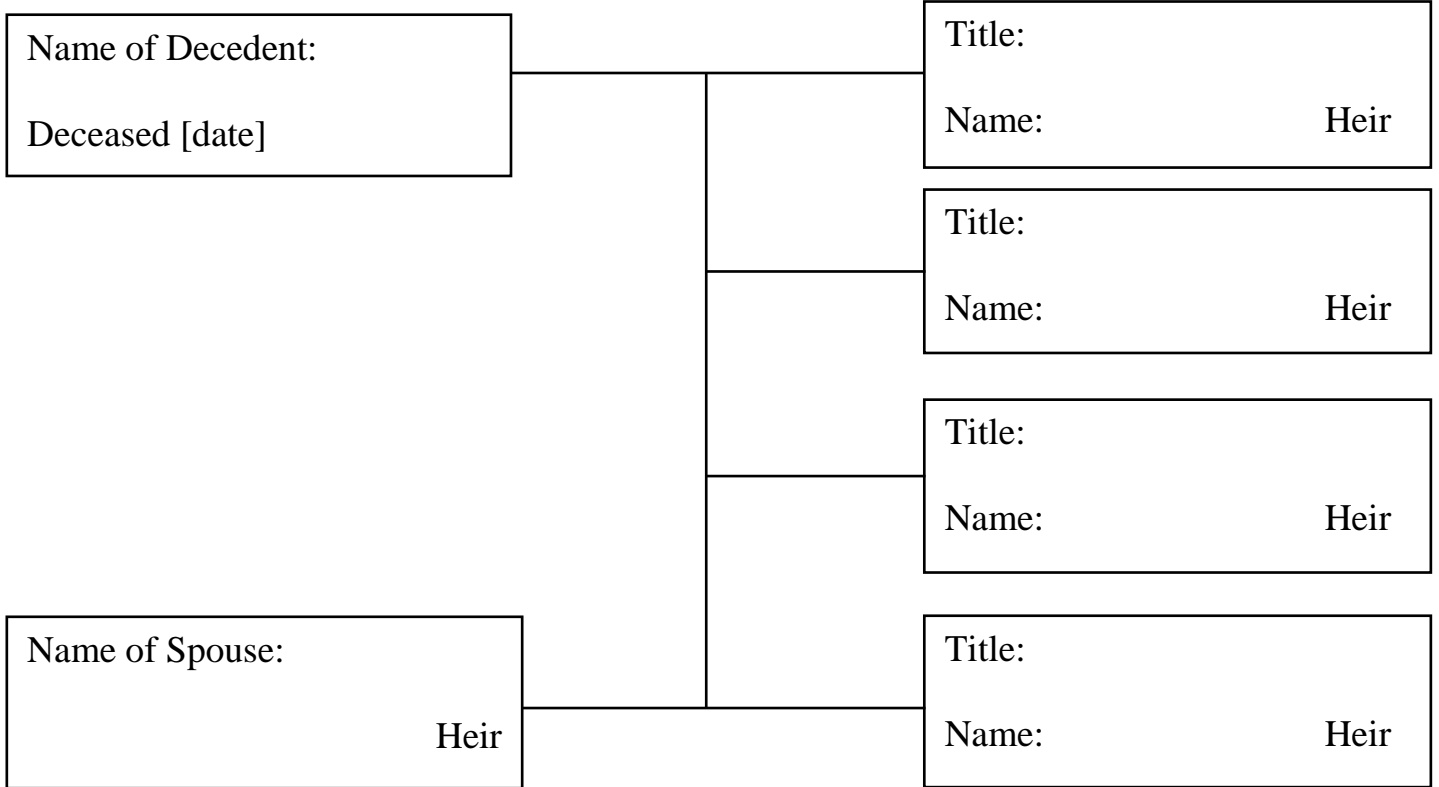 Name of Decedent:
Deceased [date]
Title:
Name: Heir
Title:
Name: Heir
Title:
Name: Heir
Name of Spouse:
Heir
Title:
Name: Heir